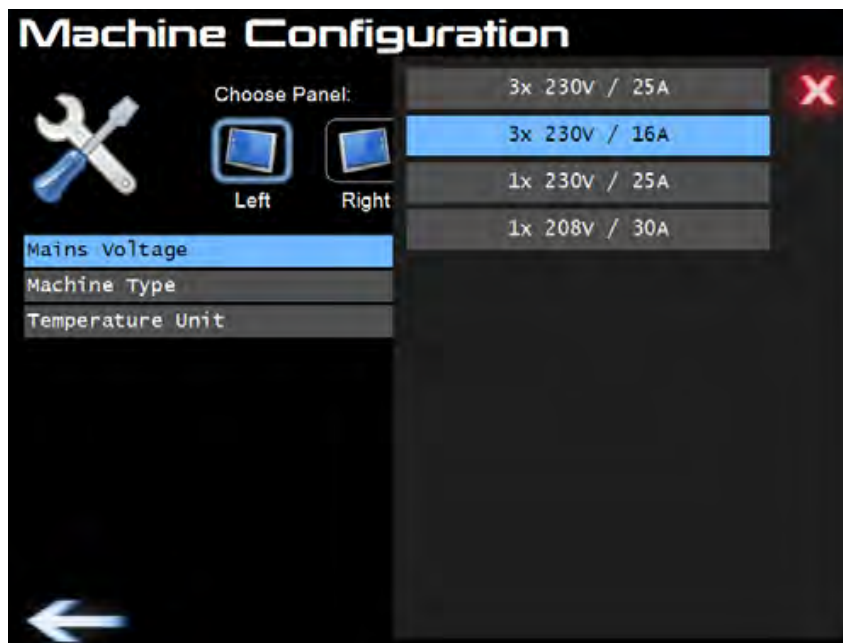 Machine Configuration
Choose Panel:
Left
Right
Mains Voltage
Machine Type
Temperature Unit
3x 230V / 25A
3x 230V / 16A
1x 230V / 25A
1x 208V / 30A
X